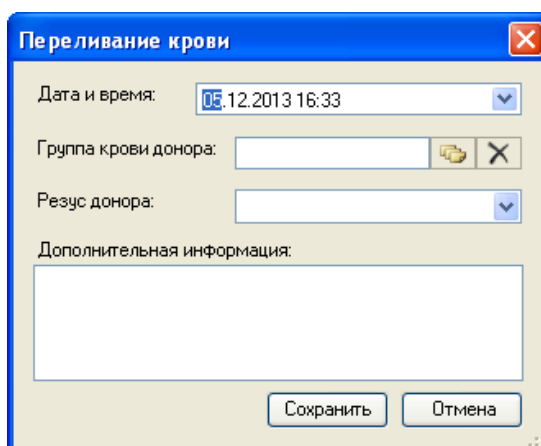 Переливание крови
Дата и время: 05.12.2013 16:33
Группа крови донора:
Резус донора:
Дополнительная информация:
Сохранить Отмена